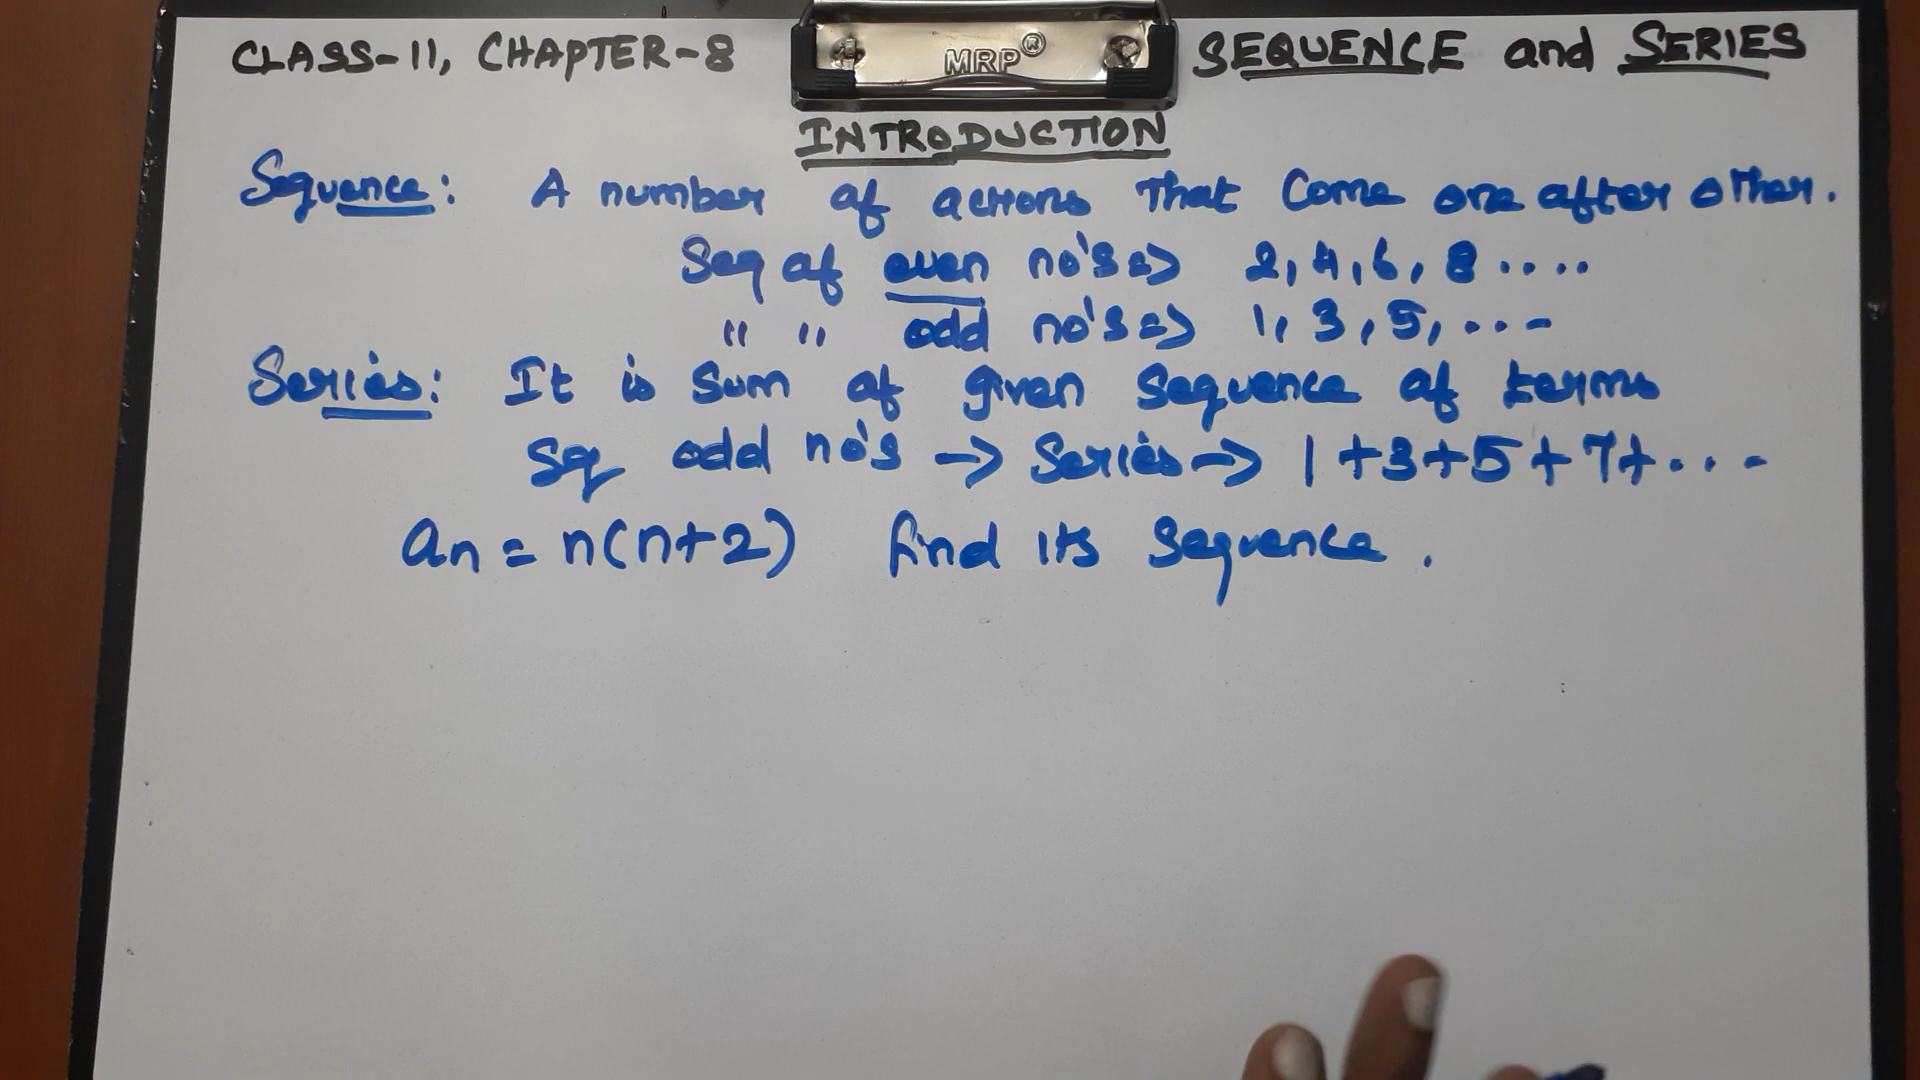 CLASS-11, CHAPTER-8
MRP®
SEQUENCE and SERIES
INTRODUCTION
Sequence: A number of actions that come one after other.
Seq of even no's => 2, 4, 6, 8 ....
" " odd no's => 1, 3, 5, ....
Series: It is sum of given sequence of terms
Sq odd no's -> Series -> 1+3+5+7+....
an = n(n+2) find its sequence.